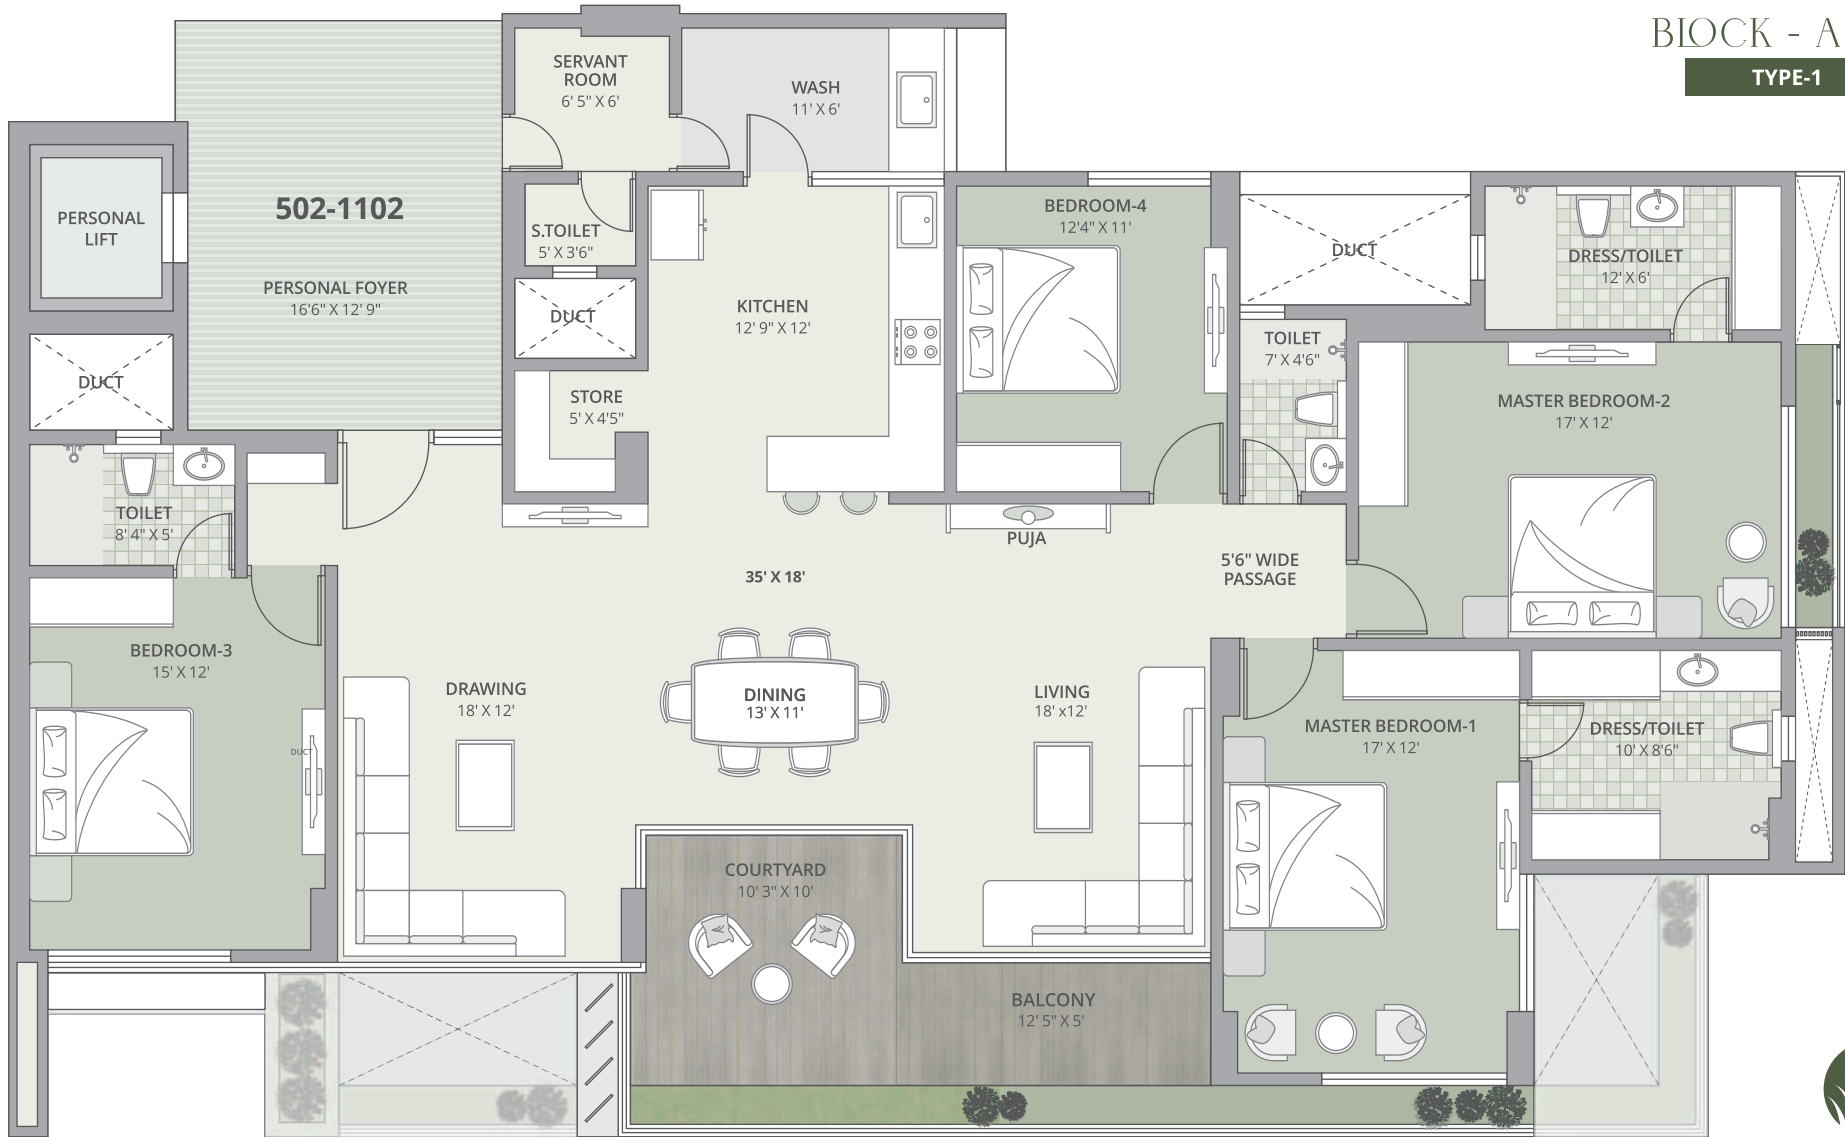 BLOCK - A
TYPE-1
SERVANT
ROOM
6' 5" X 6'
WASH
11' X 6'
PERSONAL
LIFT
502-1102
PERSONAL FOYER
16'6" X 12' 9"
S.TOILET
5' X 3'6"
DUCT
KITCHEN
12' 9" X 12'
BEDROOM-4
12'4" X 11'
DUCT
DRESS/TOILET
12' X 6'
TOILET
7' X 4'6"
DUCT
STORE
5' X 4'5"
MASTER BEDROOM-2
17' X 12'
TOILET
8' 4" X 5'
PUJA
5'6" WIDE
PASSAGE
35' X 18'
BEDROOM-3
15' X 12'
DRAWING
18' X 12'
DINING
13' X 11'
LIVING
18' x12'
MASTER BEDROOM-1
17' X 12'
DRESS/TOILET
10' X 8'6"
DUCT
COURTYARD
10' 3" X 10'
BALCONY
12' 5" X 5'